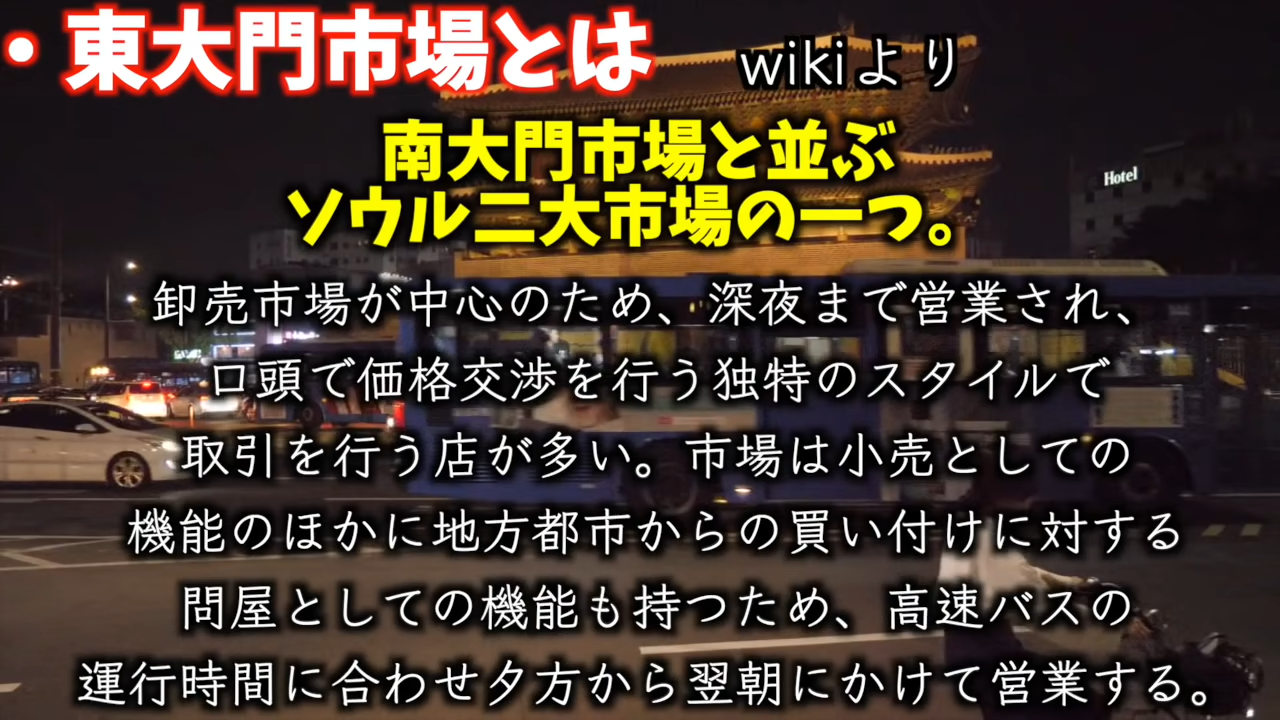 ・東大門市場とは
wikiより
南大門市場と並ぶ
ソウル二大市場の一つ。
Hotel
卸売市場が中心のため、深夜まで営業され、
口頭で価格交渉を行う独特のスタイルで
取引を行う店が多い。市場は小売としての
機能のほかに地方都市からの買い付けに対する
問屋としての機能も持つため、高速バスの
運行時間に合わせ夕方から翌朝にかけて営業する。